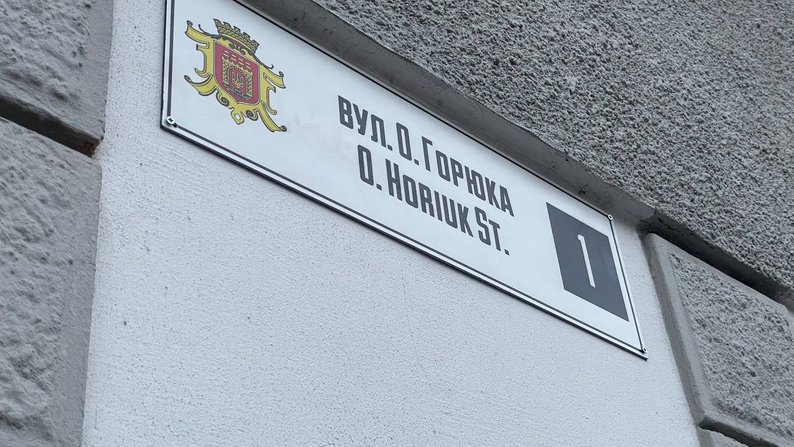 вул. О. Горюка
O. Horiuk St.
1